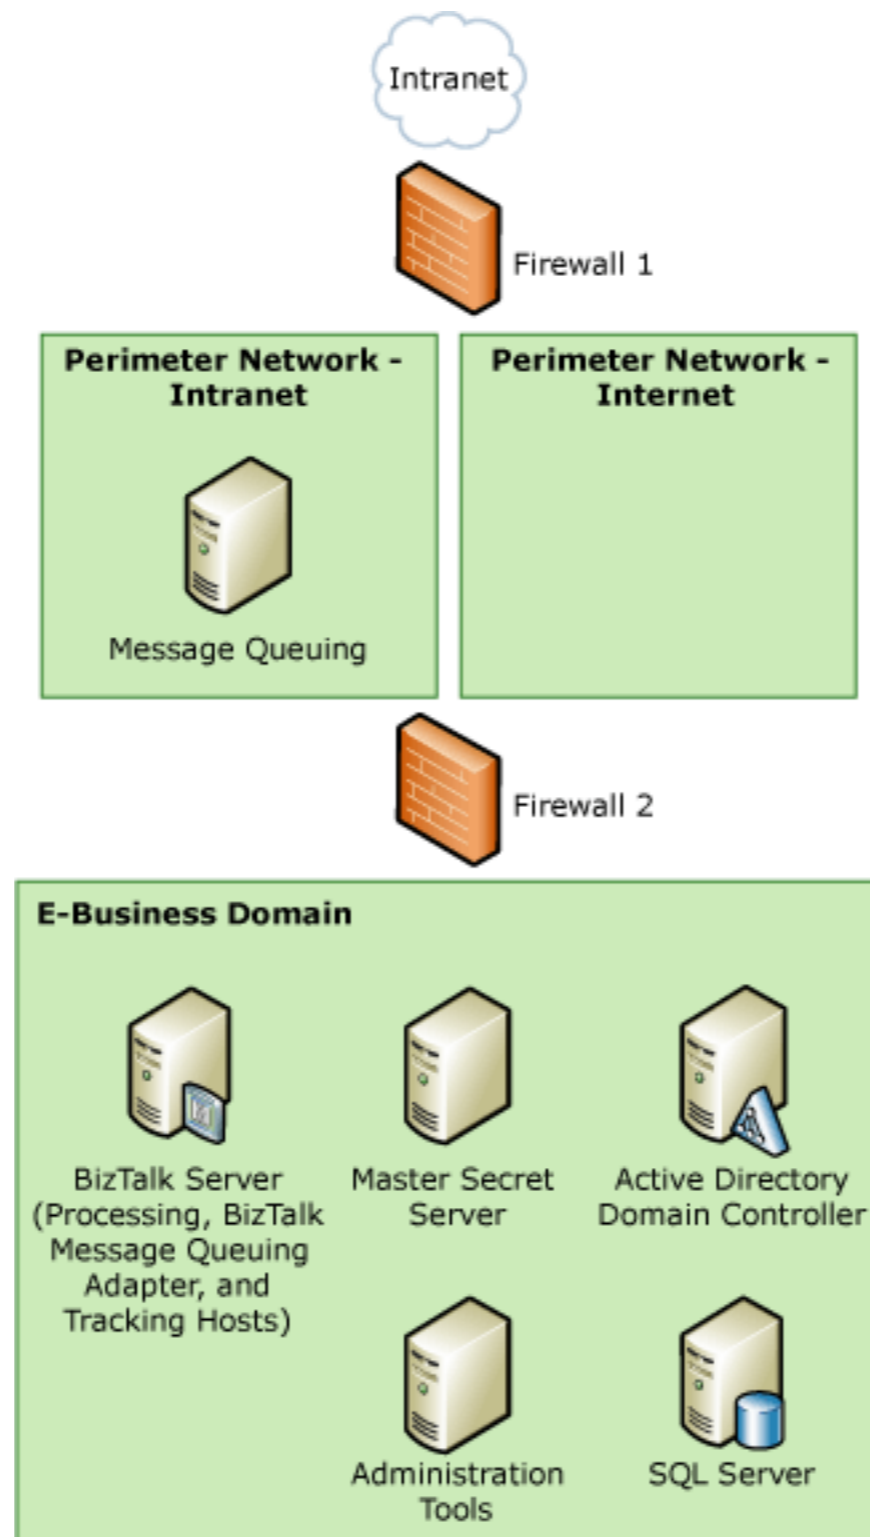 Intranet
Firewall 1
Perimeter Network -
Intranet
Perimeter Network -
Internet
Message Queuing
Firewall 2
E-Business Domain
BizTalk Server
(Processing, BizTalk
Message Queuing
Adapter, and
Tracking Hosts)
Master Secret
Server
Active Directory
Domain Controller
Administration
Tools
SQL Server